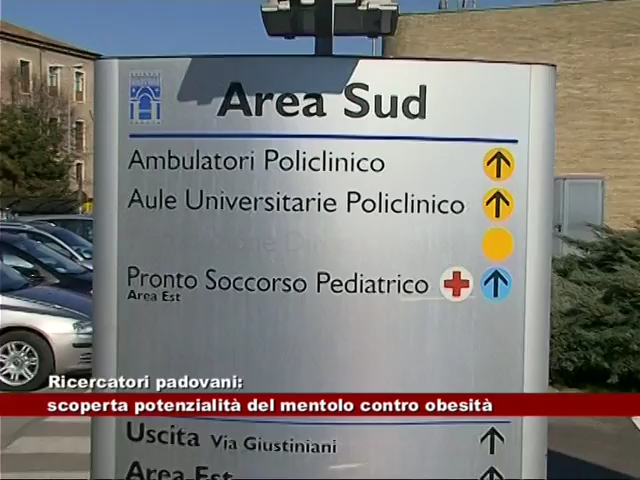 Area Sud
Ambulatori Policlinico
Aule Universitarie Policlinico
Pronto Soccorso Pediatrico
Area Est
Ricercatori padovani:
scoperta potenzialità del mentolo contro obesità
Uscita Via Giustiniani
Area Est